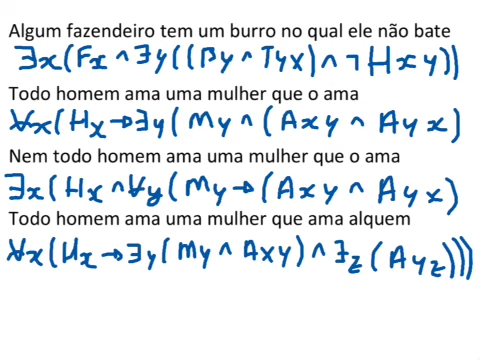 Algum fazendeiro tem um burro no qual ele não bate
∃x(Fx ∧ ∃y((By ∧ Tyx) ∧ ¬Hxy))
Todo homem ama uma mulher que o ama
∀x(Hx → ∃y(My ∧ (Axy ∧ Ayx)
Nem todo homem ama uma mulher que o ama
∃x(Hx ∧ ∀y(My → (Axy ∧ Ayx)
Todo homem ama uma mulher que ama alquem
∀x(Hx → ∃y(My ∧ Axy) ∧ ∃z(Ayz)))